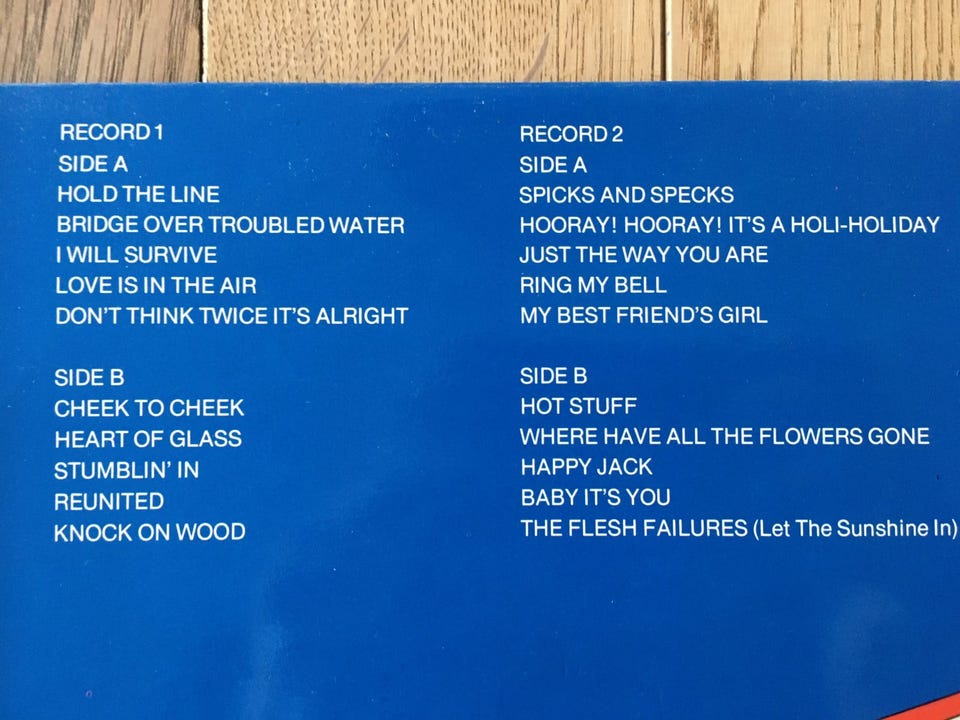 RECORD 1
SIDE A
HOLD THE LINE
BRIDGE OVER TROUBLED WATER
I WILL SURVIVE
LOVE IS IN THE AIR
DON'T THINK TWICE IT'S ALRIGHT
SIDE B
CHEEK TO CHEEK
HEART OF GLASS
STUMBLIN' IN
REUNITED
KNOCK ON WOOD
RECORD 2
SIDE A
SPICKS AND SPECKS
HOORAY! HOORAY! IT'S A HOLI-HOLIDAY
JUST THE WAY YOU ARE
RING MY BELL
MY BEST FRIEND'S GIRL
SIDE B
HOT STUFF
WHERE HAVE ALL THE FLOWERS GONE
HAPPY JACK
BABY IT'S YOU
THE FLESH FAILURES (Let The Sunshine In)